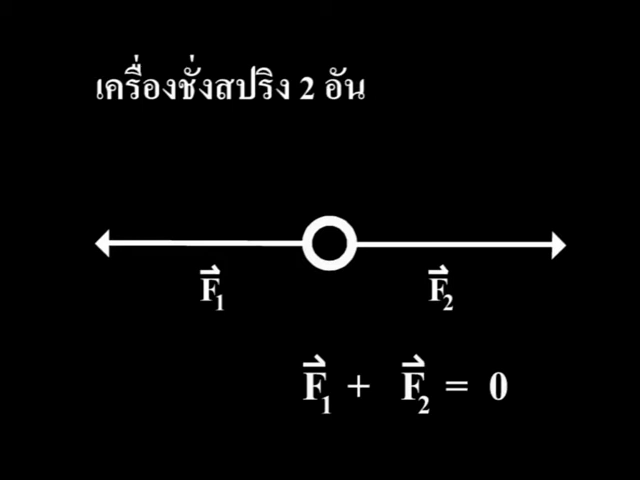 เครื่องชั่งสปริง 2 อัน
F⃗₁ F⃗₂
F⃗₁ + F⃗₂ = 0